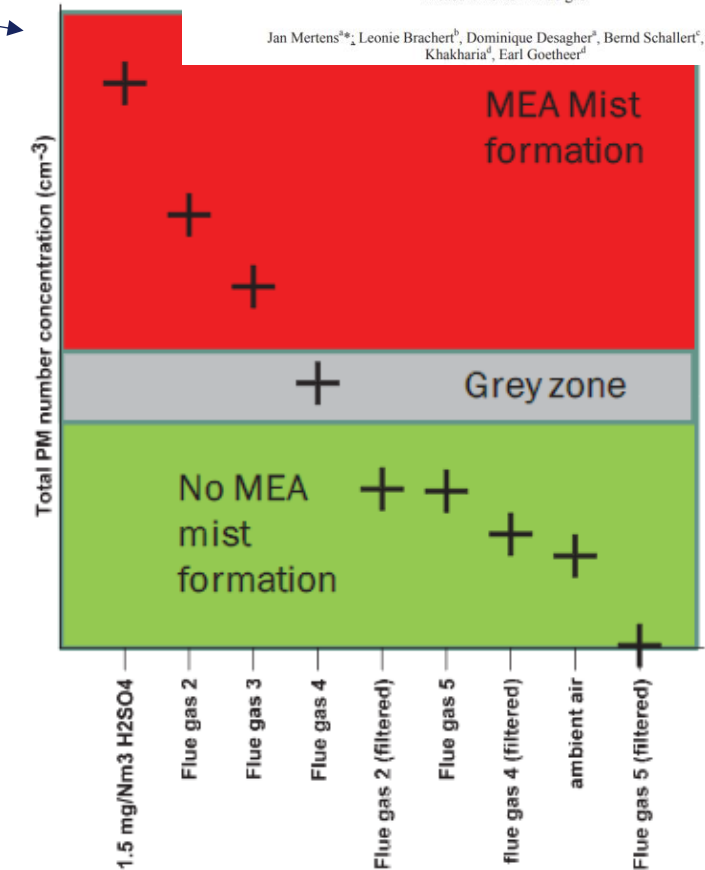 Jan Mertensᵃ*; Leonie Brachertᵇ, Dominique Desagherᵃ, Bernd Schallertᶜ,
Khakhariaᵈ, Earl Goetheerᵈ
MEA Mist
formation
Grey zone
No MEA
mist
formation
Total PM number concentration (cm-3)
1.5 mg/Nm3 H2SO4
Flue gas 2
Flue gas 3
Flue gas 4
Flue gas 2 (filtered)
Flue gas 5
flue gas 4 (filtered)
ambient air
Flue gas 5 (filtered)